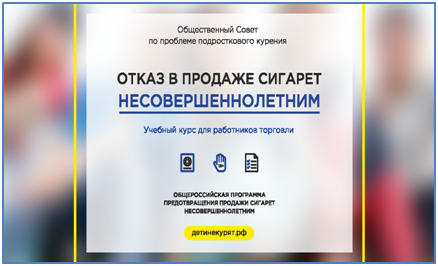 Общественный Совет
по проблеме подросткового курения
ОТКАЗ В ПРОДАЖЕ СИГАРЕТ
НЕСОВЕРШЕННОЛЕТНИМ
Учебный курс для работников торговли
ОБЩЕРОССИЙСКАЯ ПРОГРАММА
ПРЕДОТВРАЩЕНИЯ ПРОДАЖИ СИГАРЕТ
НЕСОВЕРШЕННОЛЕТНИМ
детинекурят.рф